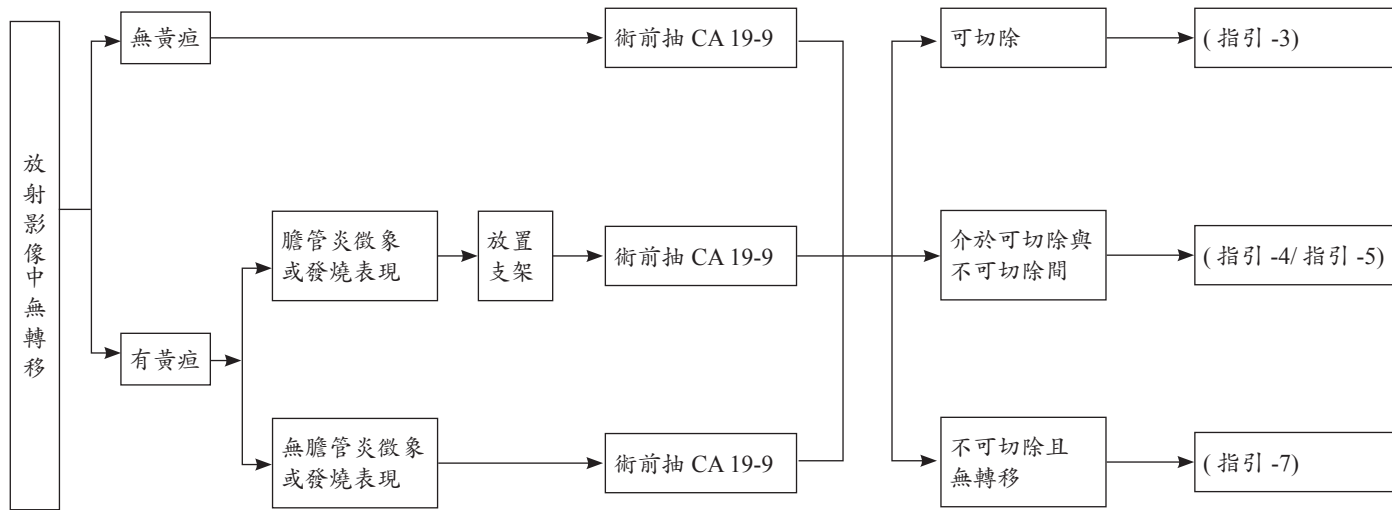 放射影像中無轉移
無黃疸
術前抽 CA 19-9
可切除
( 指引 -3)
膽管炎徵象
或發燒表現
放置
支架
術前抽 CA 19-9
介於可切除與
不可切除間
( 指引 -4/ 指引 -5)
有黃疸
無膽管炎徵象
或發燒表現
術前抽 CA 19-9
不可切除且
無轉移
( 指引 -7)